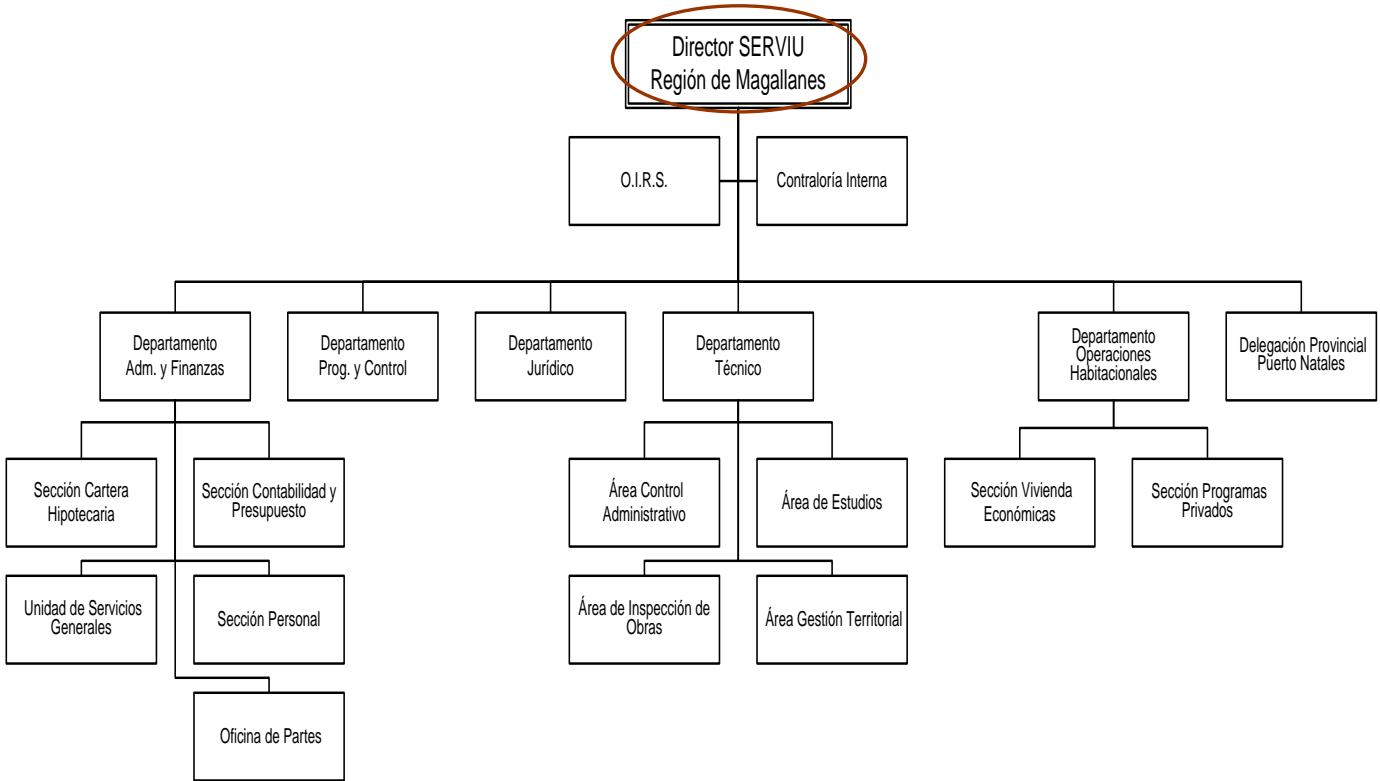 Director SERVIU
Región de Magallanes
O.I.R.S.
Contraloría Interna
Departamento
Adm. y Finanzas
Departamento
Prog. y Control
Departamento
Jurídico
Departamento
Técnico
Departamento
Operaciones
Habitacionales
Delegación Provincial
Puerto Natales
Sección Cartera
Hipotecaria
Sección Contabilidad y
Presupuesto
Área Control
Administrativo
Área de Estudios
Sección Vivienda
Económicas
Sección Programas
Privados
Unidad de Servicios
Generales
Sección Personal
Área de Inspección de
Obras
Área Gestión Territorial
Oficina de Partes